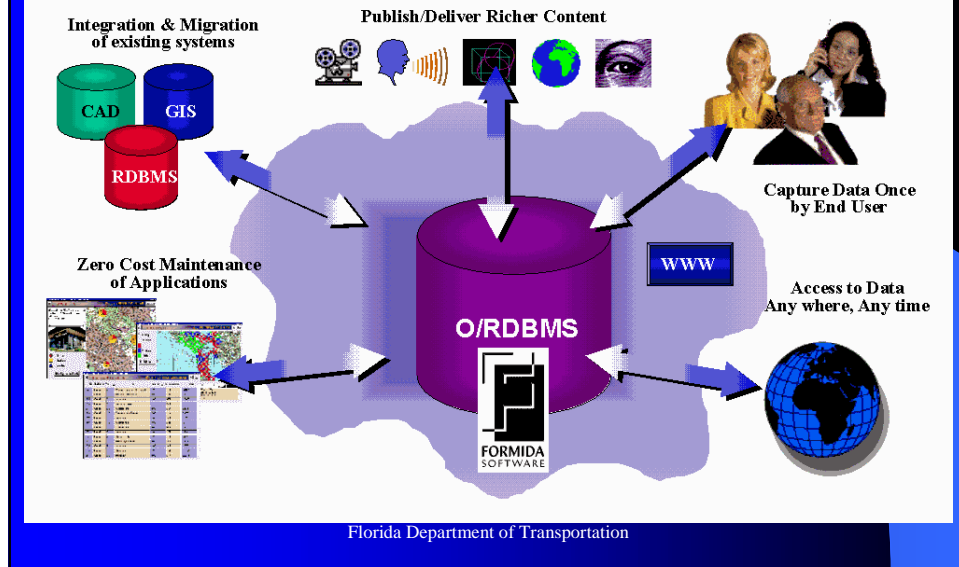 Publish/Deliver Richer Content
Integration & Migration
of existing systems
CAD
GIS
RDBMS
Capture Data Once
by End User
Zero Cost Maintenance
of Applications
WWW
Access to Data
Any where, Any time
O/RDBMS
FORMIDA
SOFTWARE
Florida Department of Transportation